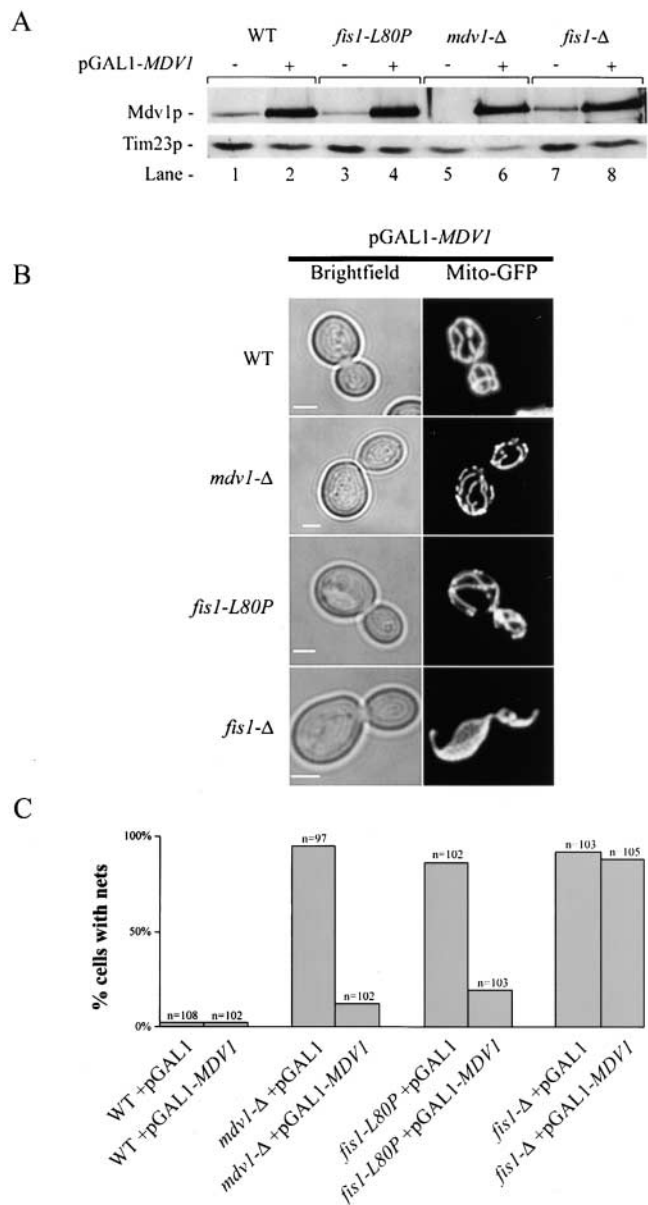 A
WT fis1-L80P mdv1-Δ fis1-Δ
pGAL1-MDV1 - + - + - + - +
Mdv1p -
Tim23p -
Lane - 1 2 3 4 5 6 7 8
pGAL1-MDV1
B
Brightfield Mito-GFP
WT
mdv1-Δ
fis1-L80P
fis1-Δ
C
% cells with nets
100%
50%
0%
n=108 n=102 n=97 n=102 n=102 n=103 n=103 n=105
WT +pGAL1
WT +pGAL1-MDV1
mdv1-Δ +pGAL1
mdv1-Δ +pGAL1-MDV1
fis1-L80P +pGAL1
fis1-L80P +pGAL1-MDV1
fis1-Δ +pGAL1
fis1-Δ +pGAL1-MDV1